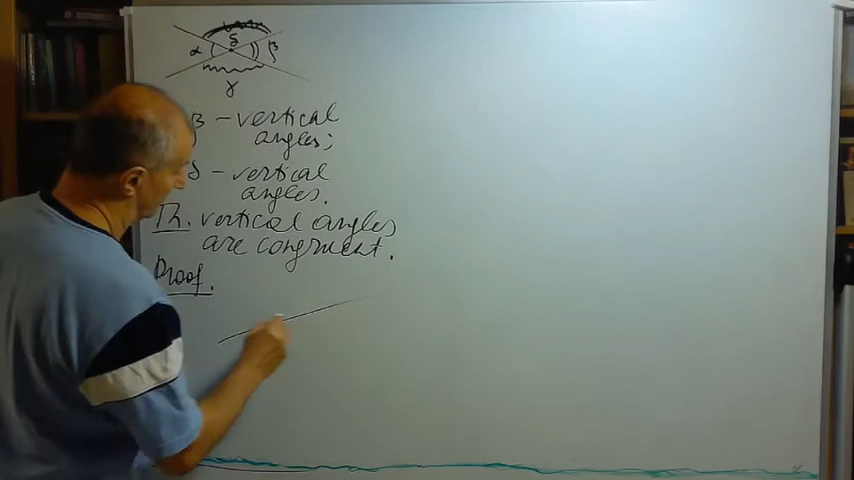 δ
α β
γ
β - vertical
angles;
δ - vertical
angles.
Th. vertical angles
are congruent.
Proof.